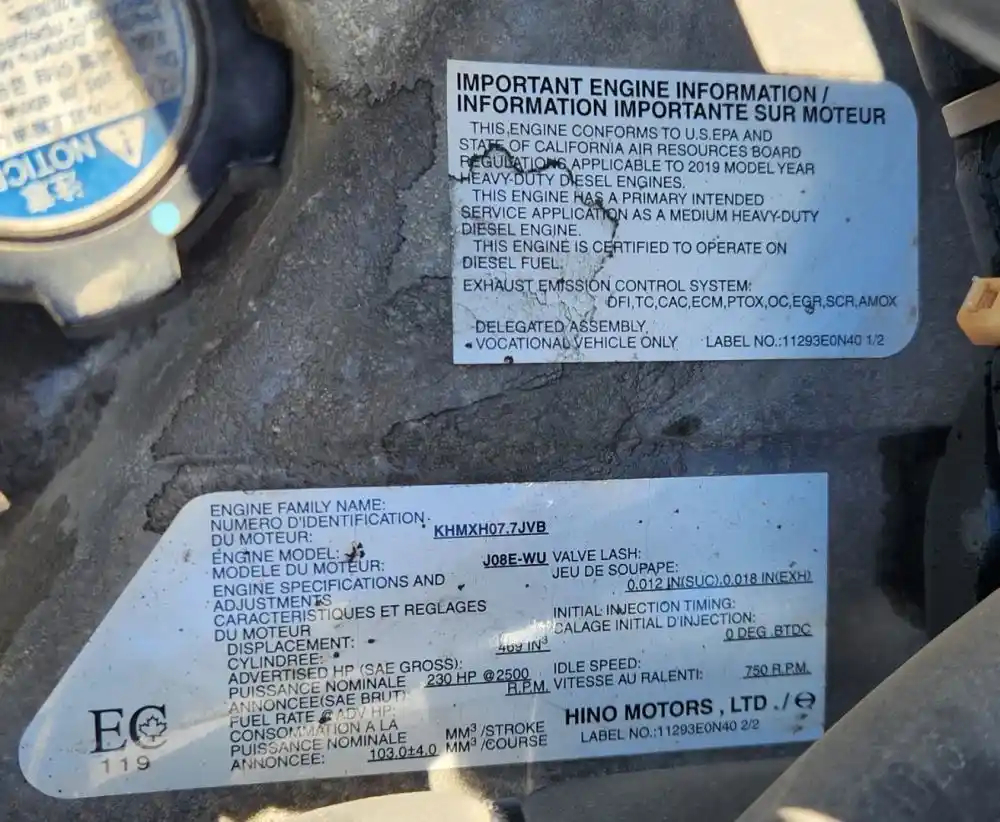 NOTICE
注意
IMPORTANT ENGINE INFORMATION /
INFORMATION IMPORTANTE SUR MOTEUR
THIS ENGINE CONFORMS TO U.S.EPA AND
STATE OF CALIFORNIA AIR RESOURCES BOARD
REGULATIONS APPLICABLE TO 2019 MODEL YEAR
HEAVY-DUTY DIESEL ENGINES.
THIS ENGINE HAS A PRIMARY INTENDED
SERVICE APPLICATION AS A MEDIUM HEAVY-DUTY
DIESEL ENGINE.
THIS ENGINE IS CERTIFIED TO OPERATE ON
DIESEL FUEL.
EXHAUST EMISSION CONTROL SYSTEM:
DFI,TC,CAC,ECM,PTOX,OC,EGR,SCR,AMOX
DELEGATED ASSEMBLY
VOCATIONAL VEHICLE ONLY LABEL NO.:11293E0N40 1/2
ENGINE FAMILY NAME:
NUMERO D'IDENTIFICATION
DU MOTEUR: KHMXH07.7JVB
ENGINE MODEL:
MODELE DU MOTEUR: J08E-WU
ENGINE SPECIFICATIONS AND
ADJUSTMENTS
CARACTERISTIQUES ET REGLAGES
DU MOTEUR
DISPLACEMENT:
CYLINDREE: 469 IN³
ADVERTISED HP (SAE GROSS):
PUISSANCE NOMINALE 230 HP @2500
ANNONCEE(SAE BRUT) R.P.M.
FUEL RATE @ ADV HP:
CONSOMMATION A LA
PUISSANCE NOMINALE MM³/STROKE
ANNONCEE: 103.0±4.0 MM³/COURSE
VALVE LASH:
JEU DE SOUPAPE:
0.012 IN(SUC),0.018 IN(EXH)
INITIAL INJECTION TIMING:
CALAGE INITIAL D'INJECTION:
0 DEG .BTDC
IDLE SPEED:
VITESSE AU RALENTI: 750 R.P.M.
HINO MOTORS , LTD ./
LABEL NO.:11293E0N40 2/2
EC
119